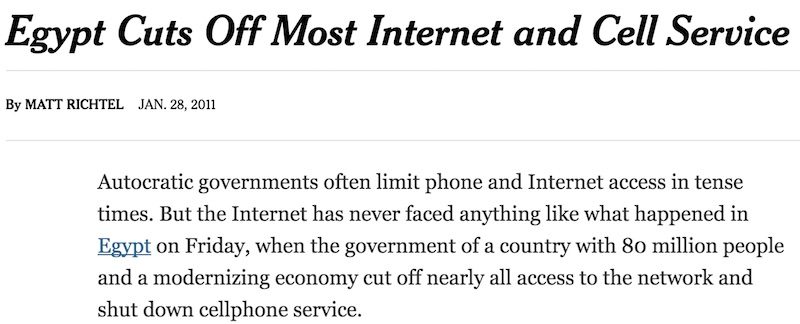 Egypt Cuts Off Most Internet and Cell Service
By MATT RICHTEL JAN. 28, 2011
Autocratic governments often limit phone and Internet access in tense
times. But the Internet has never faced anything like what happened in
Egypt on Friday, when the government of a country with 80 million people
and a modernizing economy cut off nearly all access to the network and
shut down cellphone service.